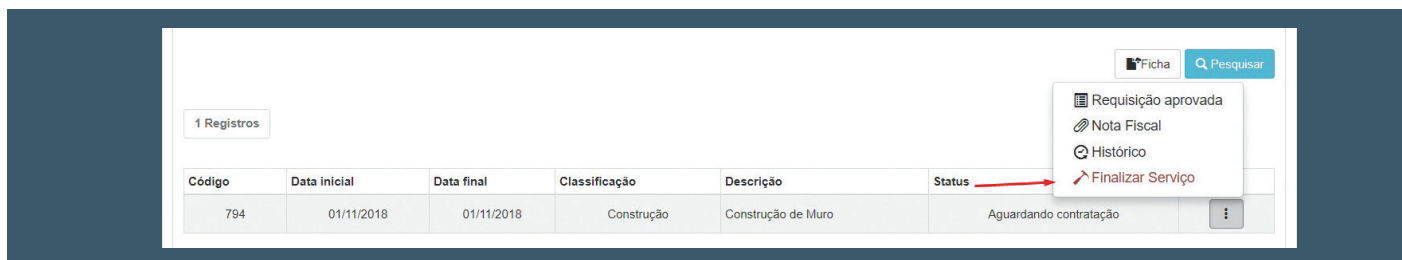 Ficha Pesquisar
Requisição aprovada
1 Registros
Nota Fiscal
Histórico
Finalizar Serviço
Código Data inicial Data final Classificação Descrição Status
794 01/11/2018 01/11/2018 Construção Construção de Muro Aguardando contratação